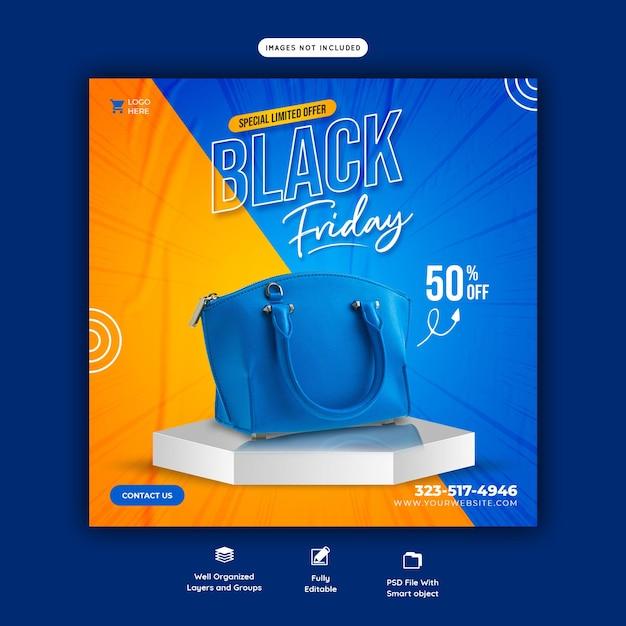 IMAGES NOT INCLUDED
LOGO
HERE
SPECIAL LIMITED OFFER
BLACK
Friday
50% OFF
CONTACT US
323-517-4946
WWW.YOURWEBSITE.COM
Well Organized
Layers and Groups
Fully
Editable
PSD File With
Smart object